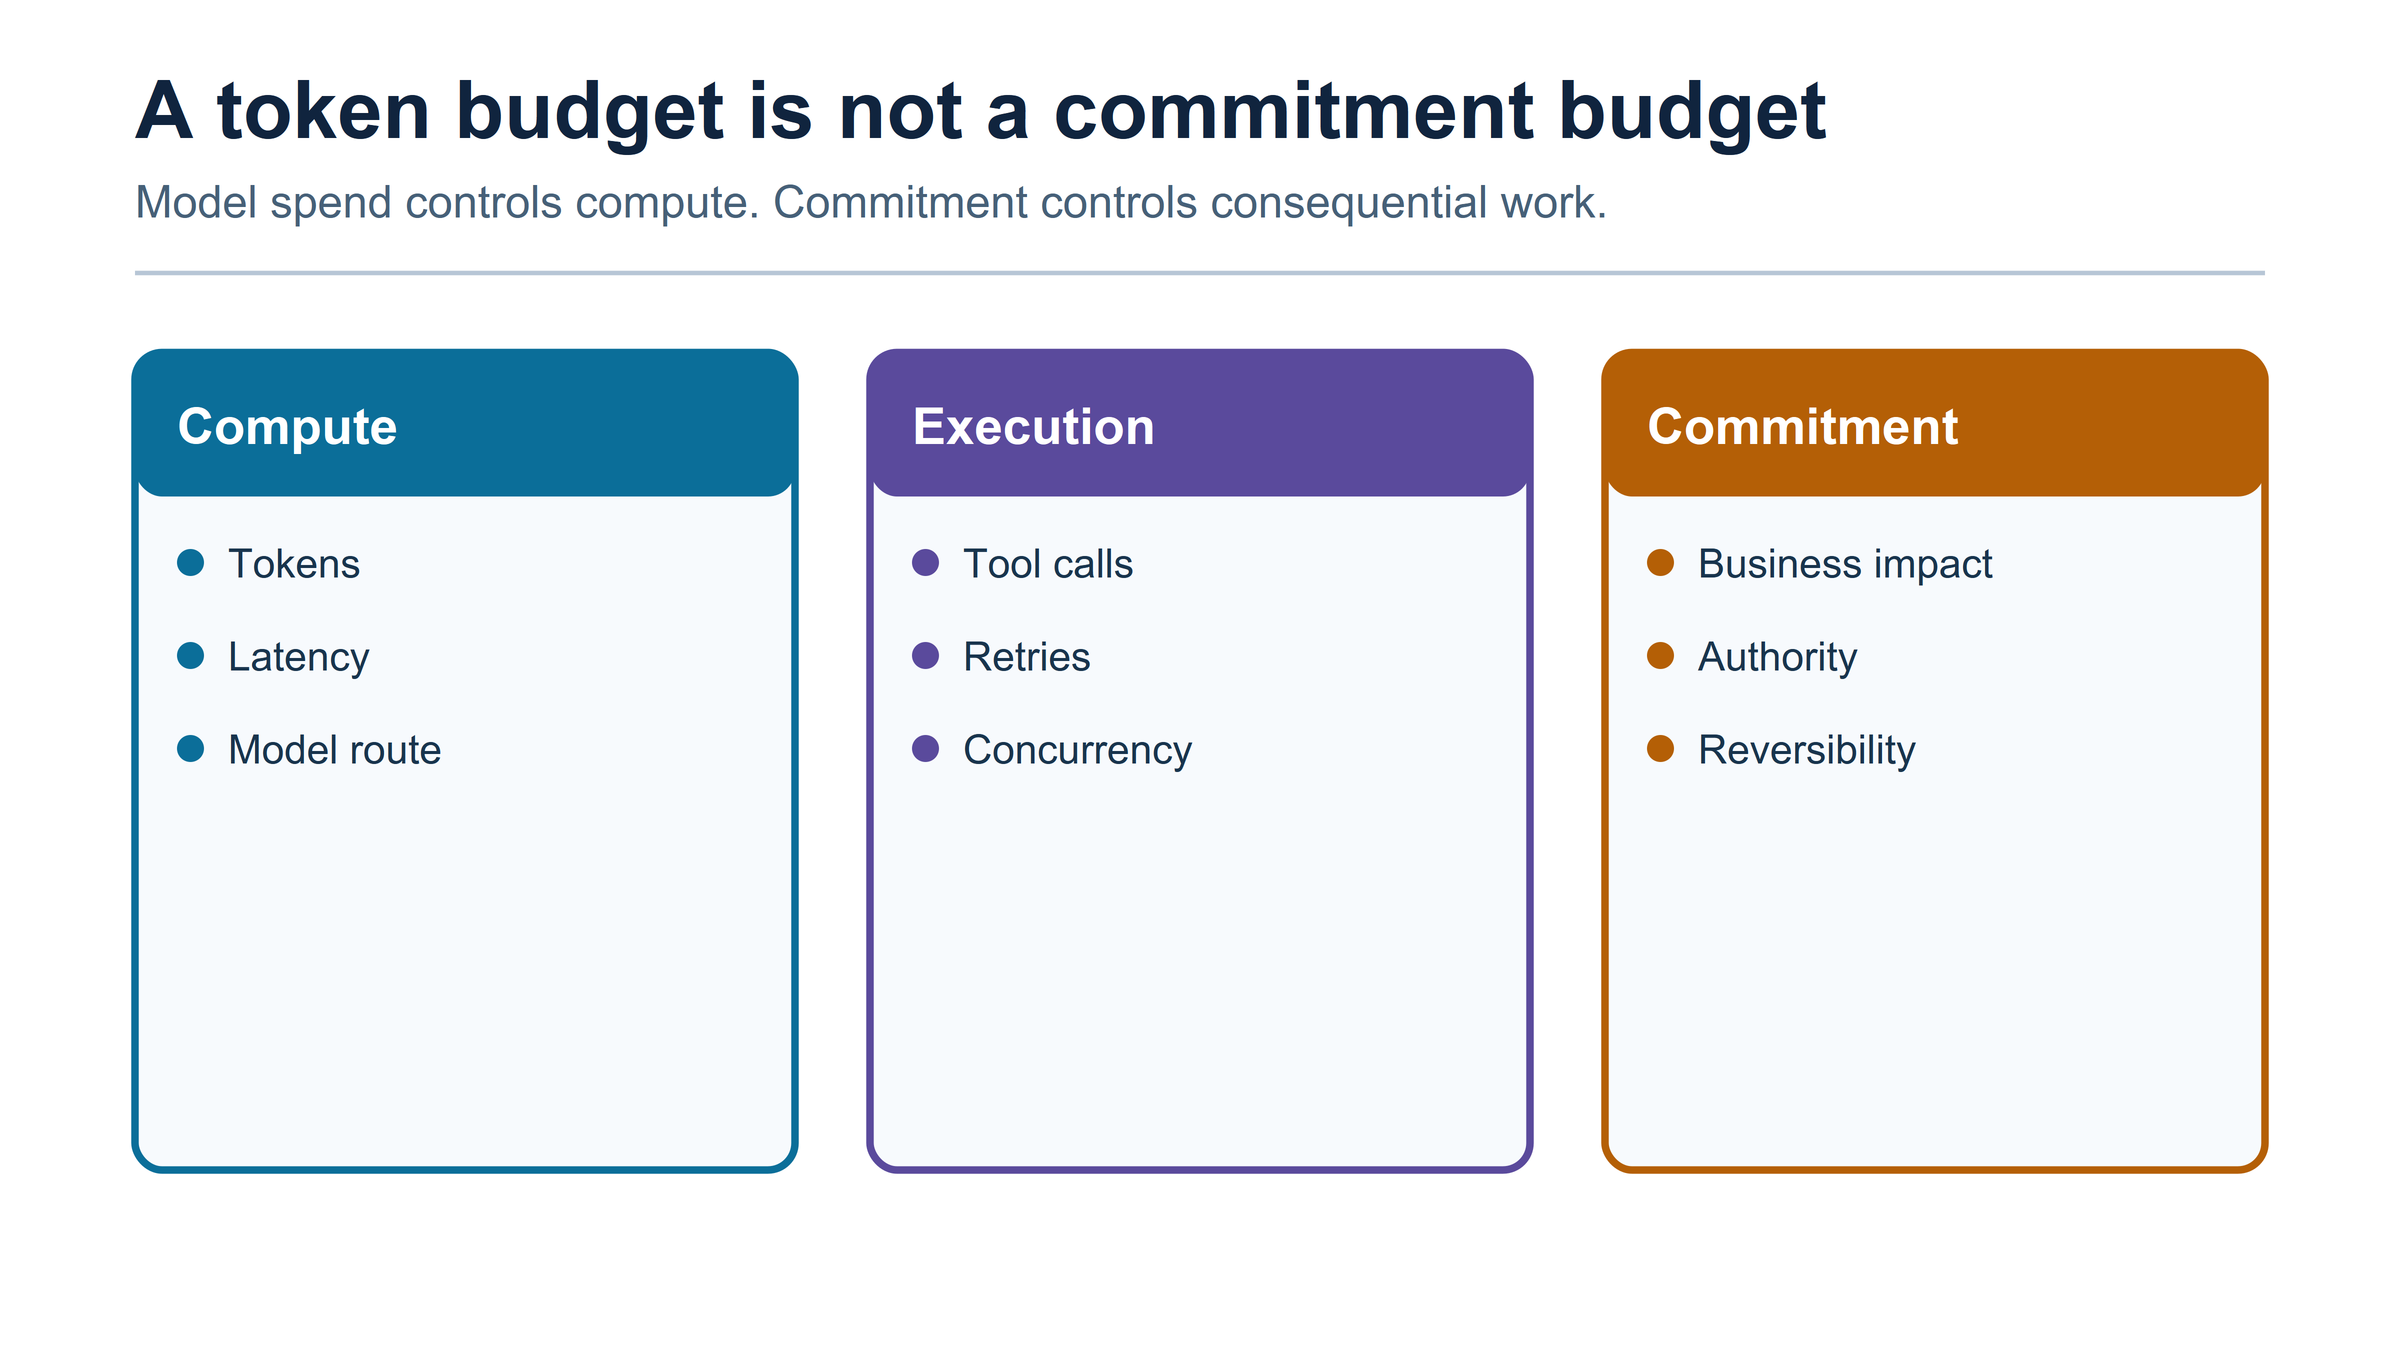 A token budget is not a commitment budget
Model spend controls compute. Commitment controls consequential work.
Compute
Tokens
Latency
Model route
Execution
Tool calls
Retries
Concurrency
Commitment
Business impact
Authority
Reversibility